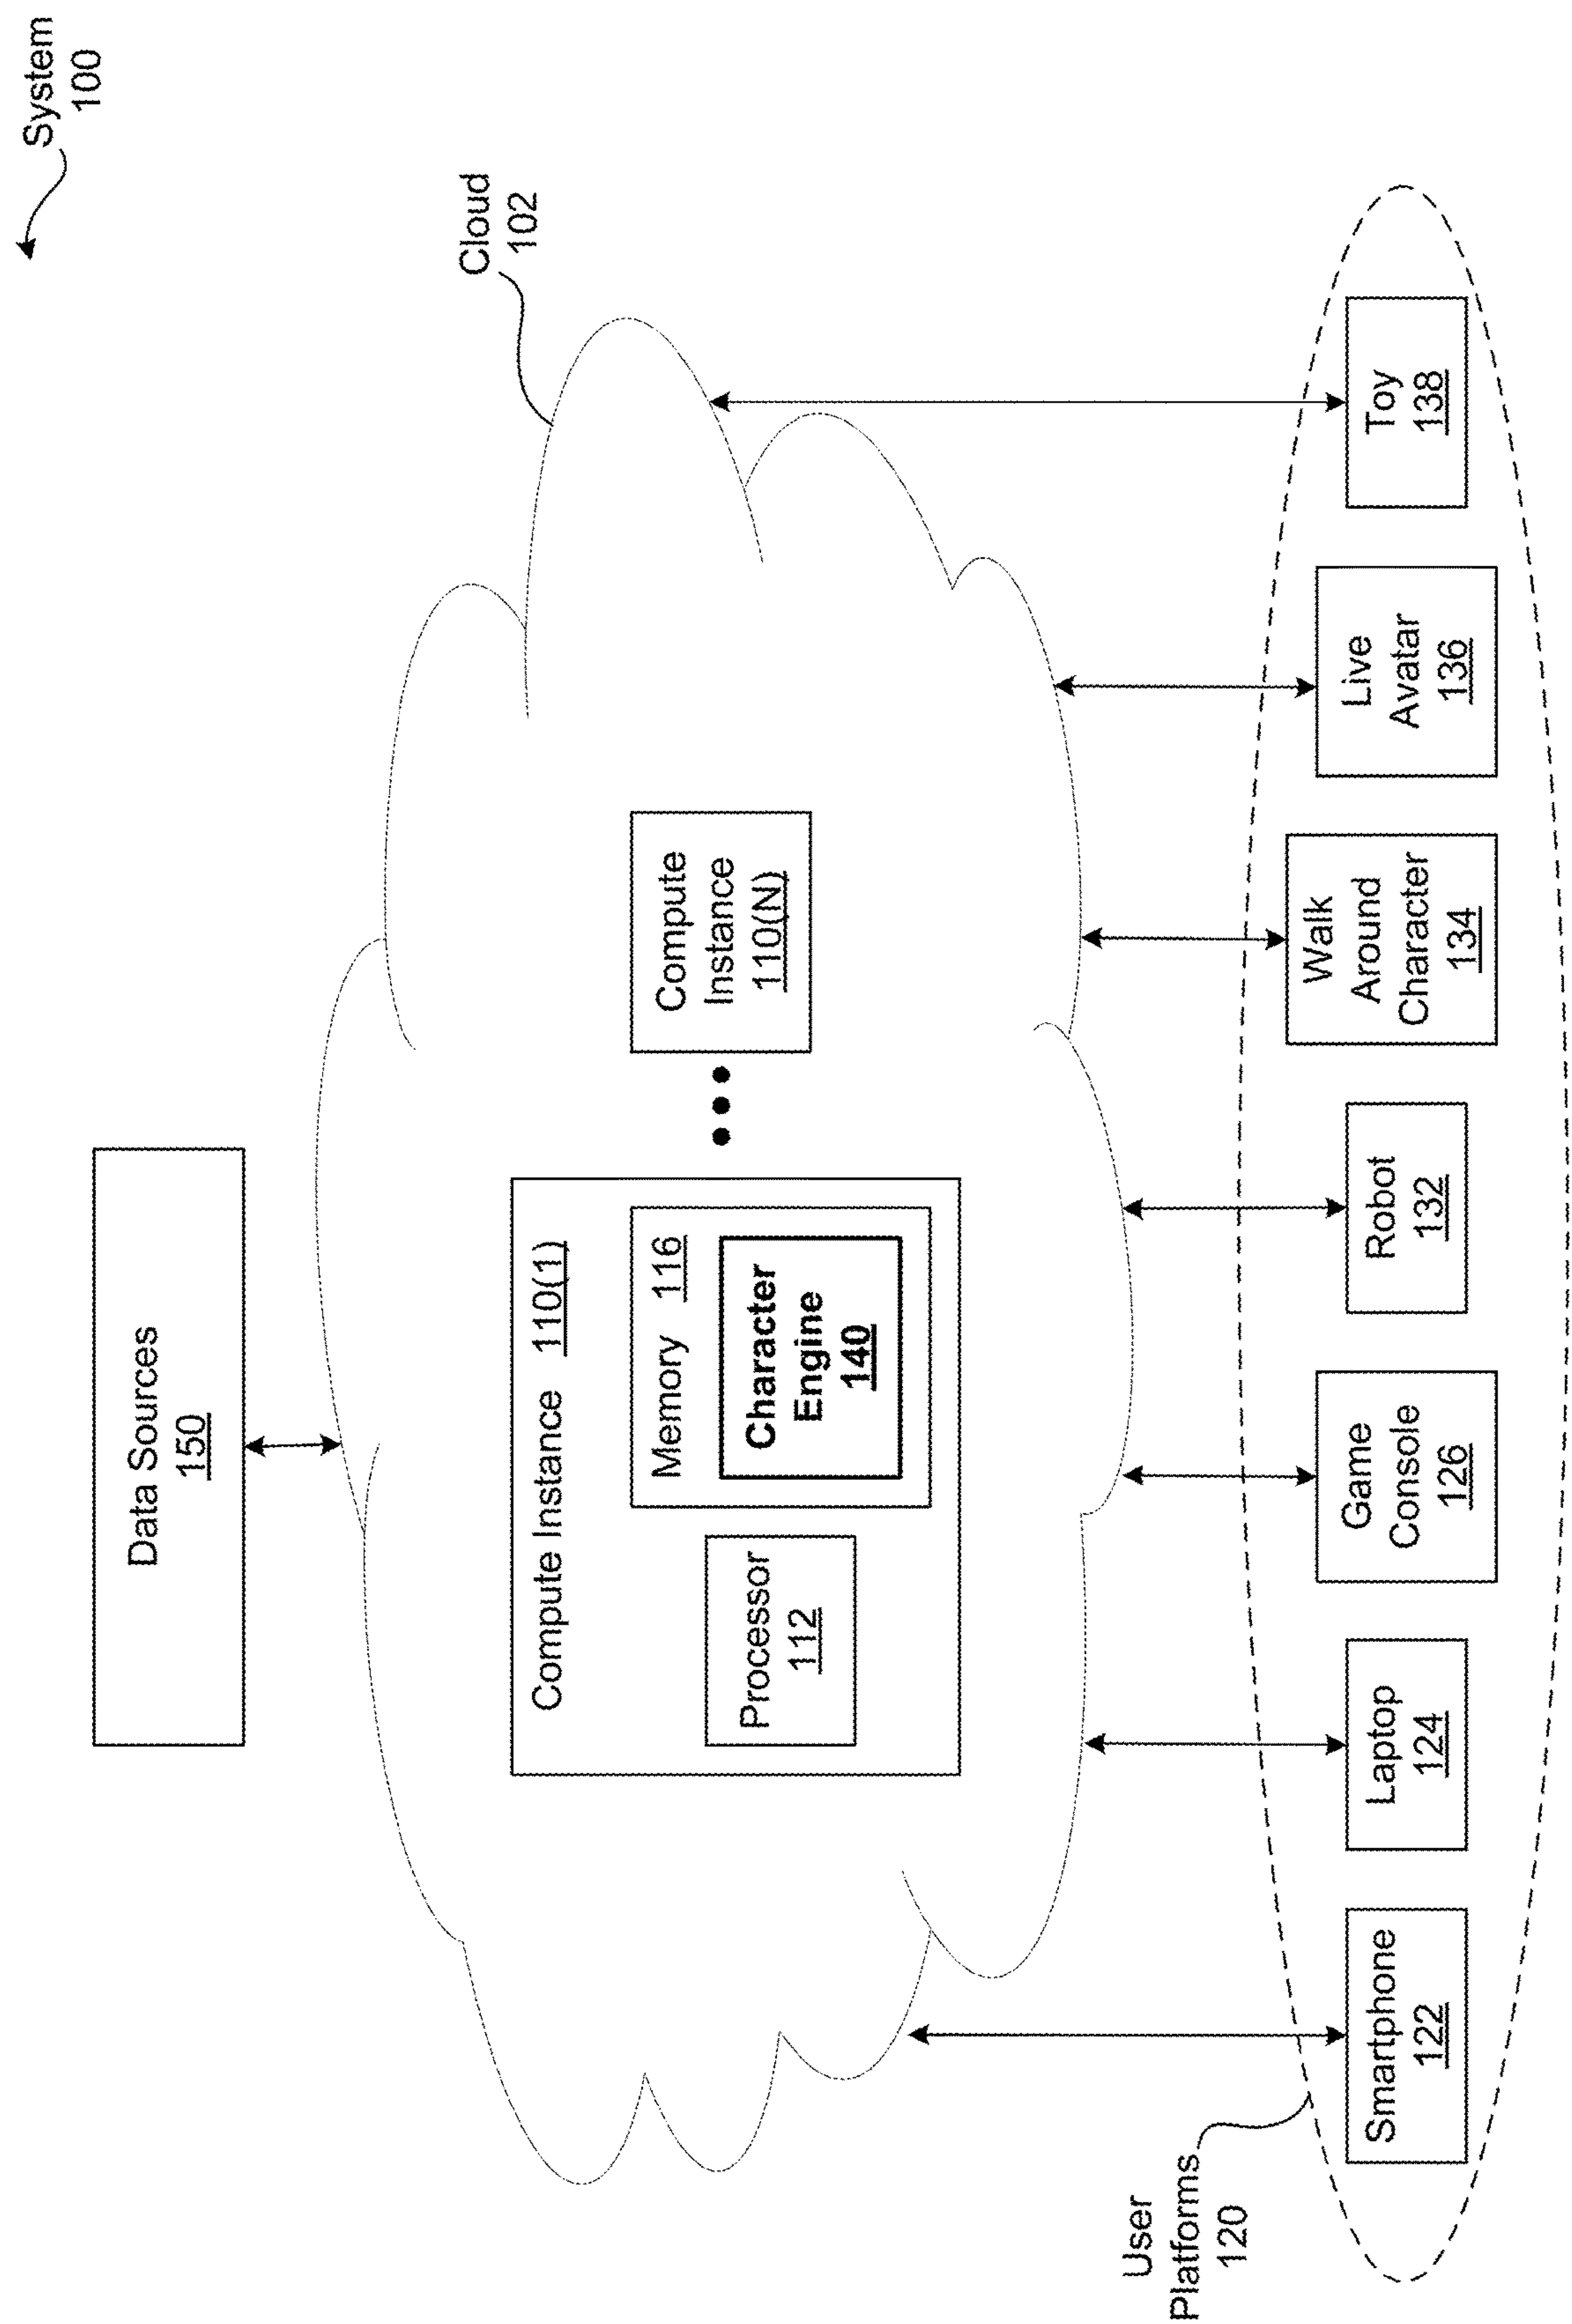 System
100
Data Sources
150
Cloud
102
Compute Instance 110(1)
Processor
112
Memory 116
Character
Engine
140
Compute
Instance
110(N)
User
Platforms
120
Smartphone
122
Laptop
124
Game
Console
126
Robot
132
Walk
Around
Character
134
Live
Avatar
136
Toy
138